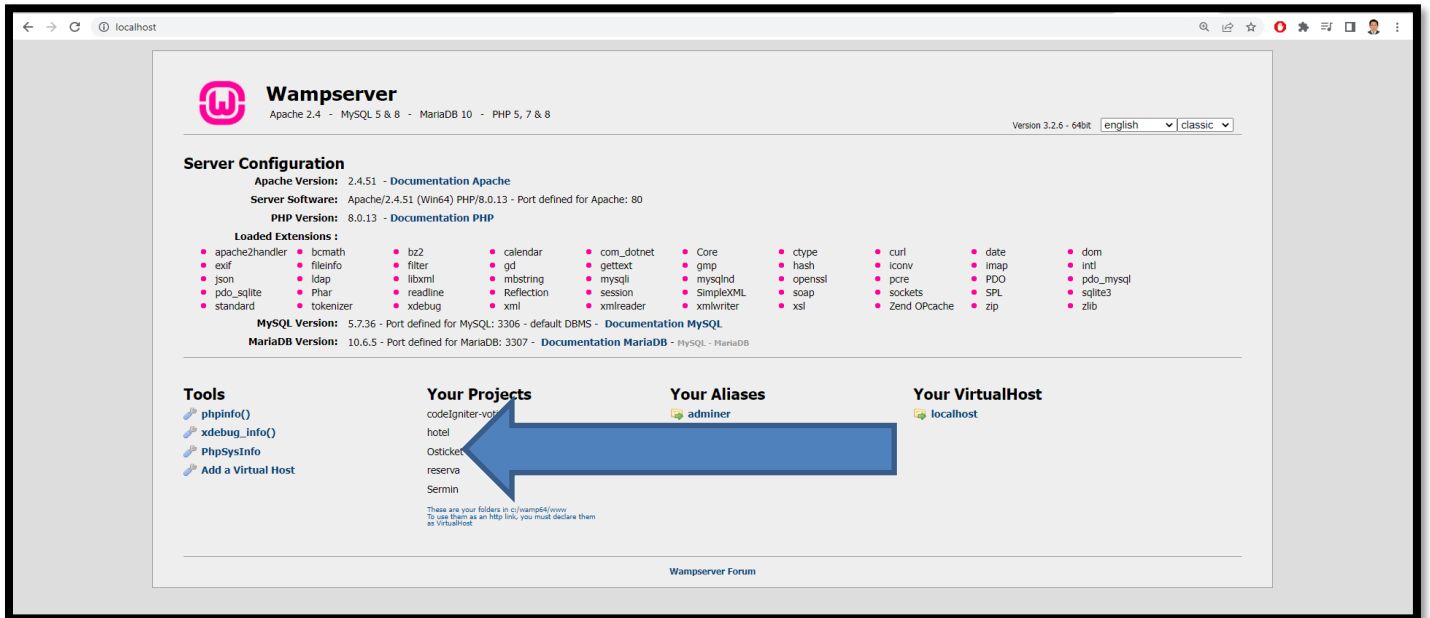 localhost
Wampserver
Apache 2.4 - MySQL 5 & 8 - MariaDB 10 - PHP 5, 7 & 8
Version 3.2.6 - 64bit english classic
Server Configuration
Apache Version: 2.4.51 - Documentation Apache
Server Software: Apache/2.4.51 (Win64) PHP/8.0.13 - Port defined for Apache: 80
PHP Version: 8.0.13 - Documentation PHP
Loaded Extensions :
apache2handler bcmath bz2 calendar com_dotnet Core ctype curl date dom
exif fileinfo filter gd gettext gmp hash iconv imap intl
json ldap libxml mbstring mysqli mysqlnd openssl pcre PDO pdo_mysql
pdo_sqlite Phar readline Reflection session SimpleXML soap sockets SPL sqlite3
standard tokenizer xdebug xml xmlreader xmlwriter xsl Zend OPcache zip zlib
MySQL Version: 5.7.36 - Port defined for MySQL: 3306 - default DBMS - Documentation MySQL
MariaDB Version: 10.6.5 - Port defined for MariaDB: 3307 - Documentation MariaDB - MySQL - MariaDB
Tools
phpinfo()
xdebug_info()
PhpSysInfo
Add a Virtual Host
Your Projects
hotel
Osticket
reserva
Sermin
These are your folders in c:/wamp64/www
To use them as an http link, you must declare them
as VirtualHost
Your Aliases
adminer
Your VirtualHost
localhost
Wampserver Forum